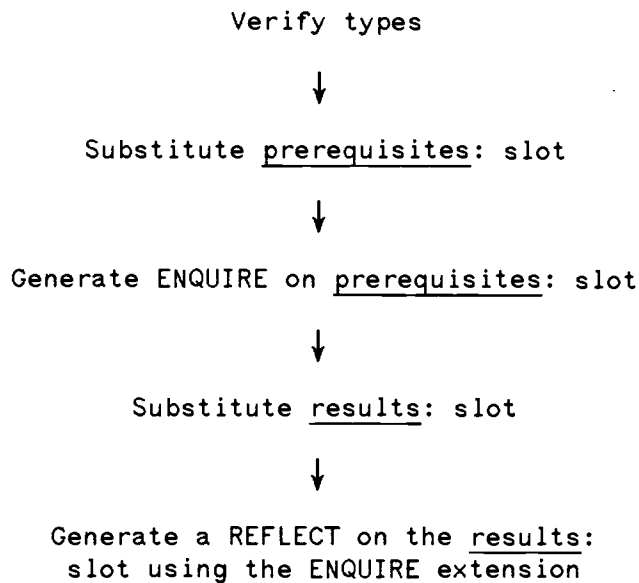 Verify types
Substitute prerequisites: slot
Generate ENQUIRE on prerequisites: slot
Substitute results: slot
Generate a REFLECT on the results:
slot using the ENQUIRE extension